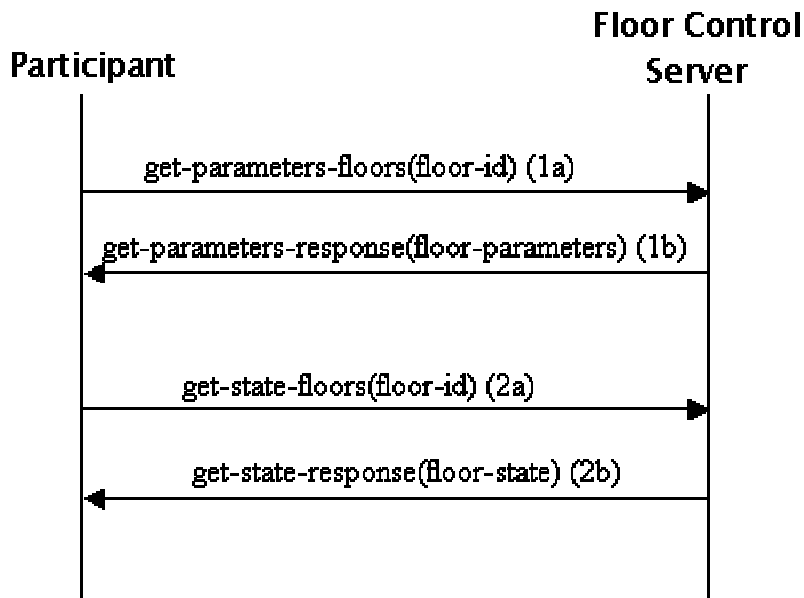 Participant
Floor Control
Server
get-parameters-floors(floor-id) (1a)
get-parameters-response(floor-parameters) (1b)
get-state-floors(floor-id) (2a)
get-state-response(floor-state) (2b)